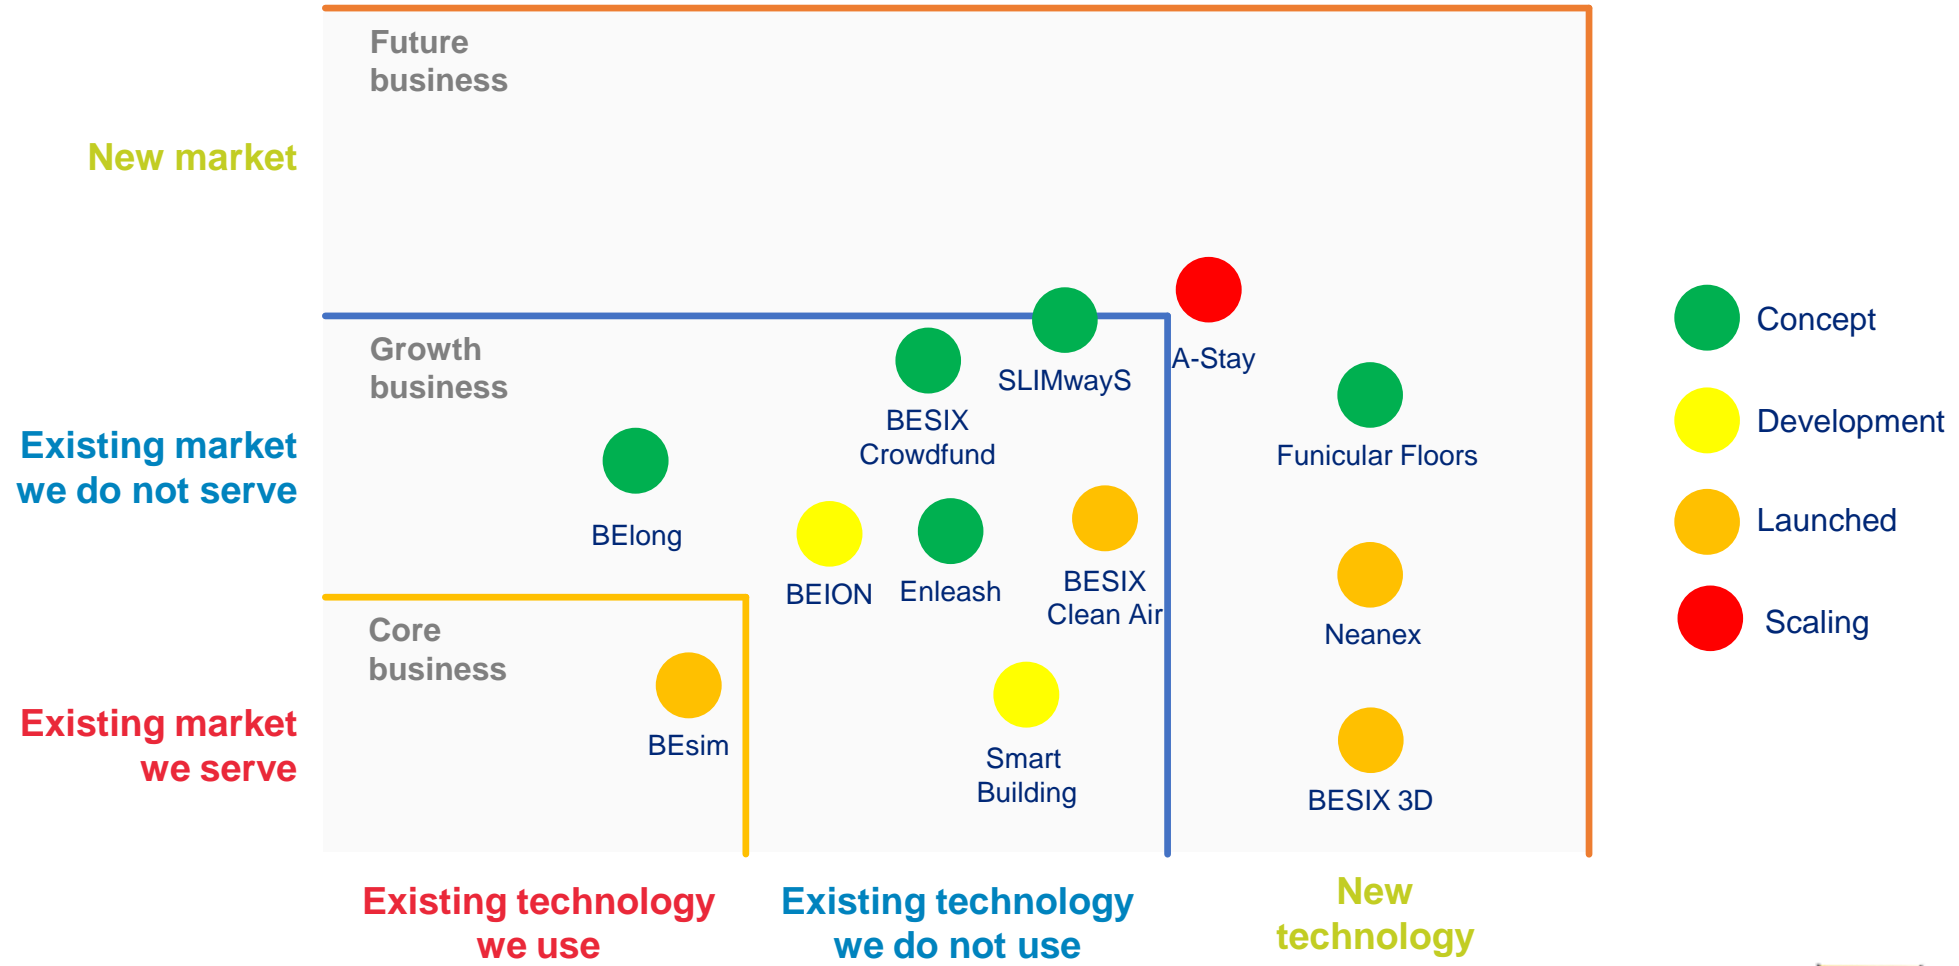 Future
business
New market
Growth
business
A-Stay
SLIMwayS
BESIX
Crowdfund
Existing market
we do not serve
Funicular Floors
BElong
BEION
Enleash
BESIX
Clean Air
Neanex
Core
business
Existing market
we serve
BEsim
Smart
Building
BESIX 3D
Existing technology
we use
Existing technology
we do not use
New
technology
Concept
Development
Launched
Scaling